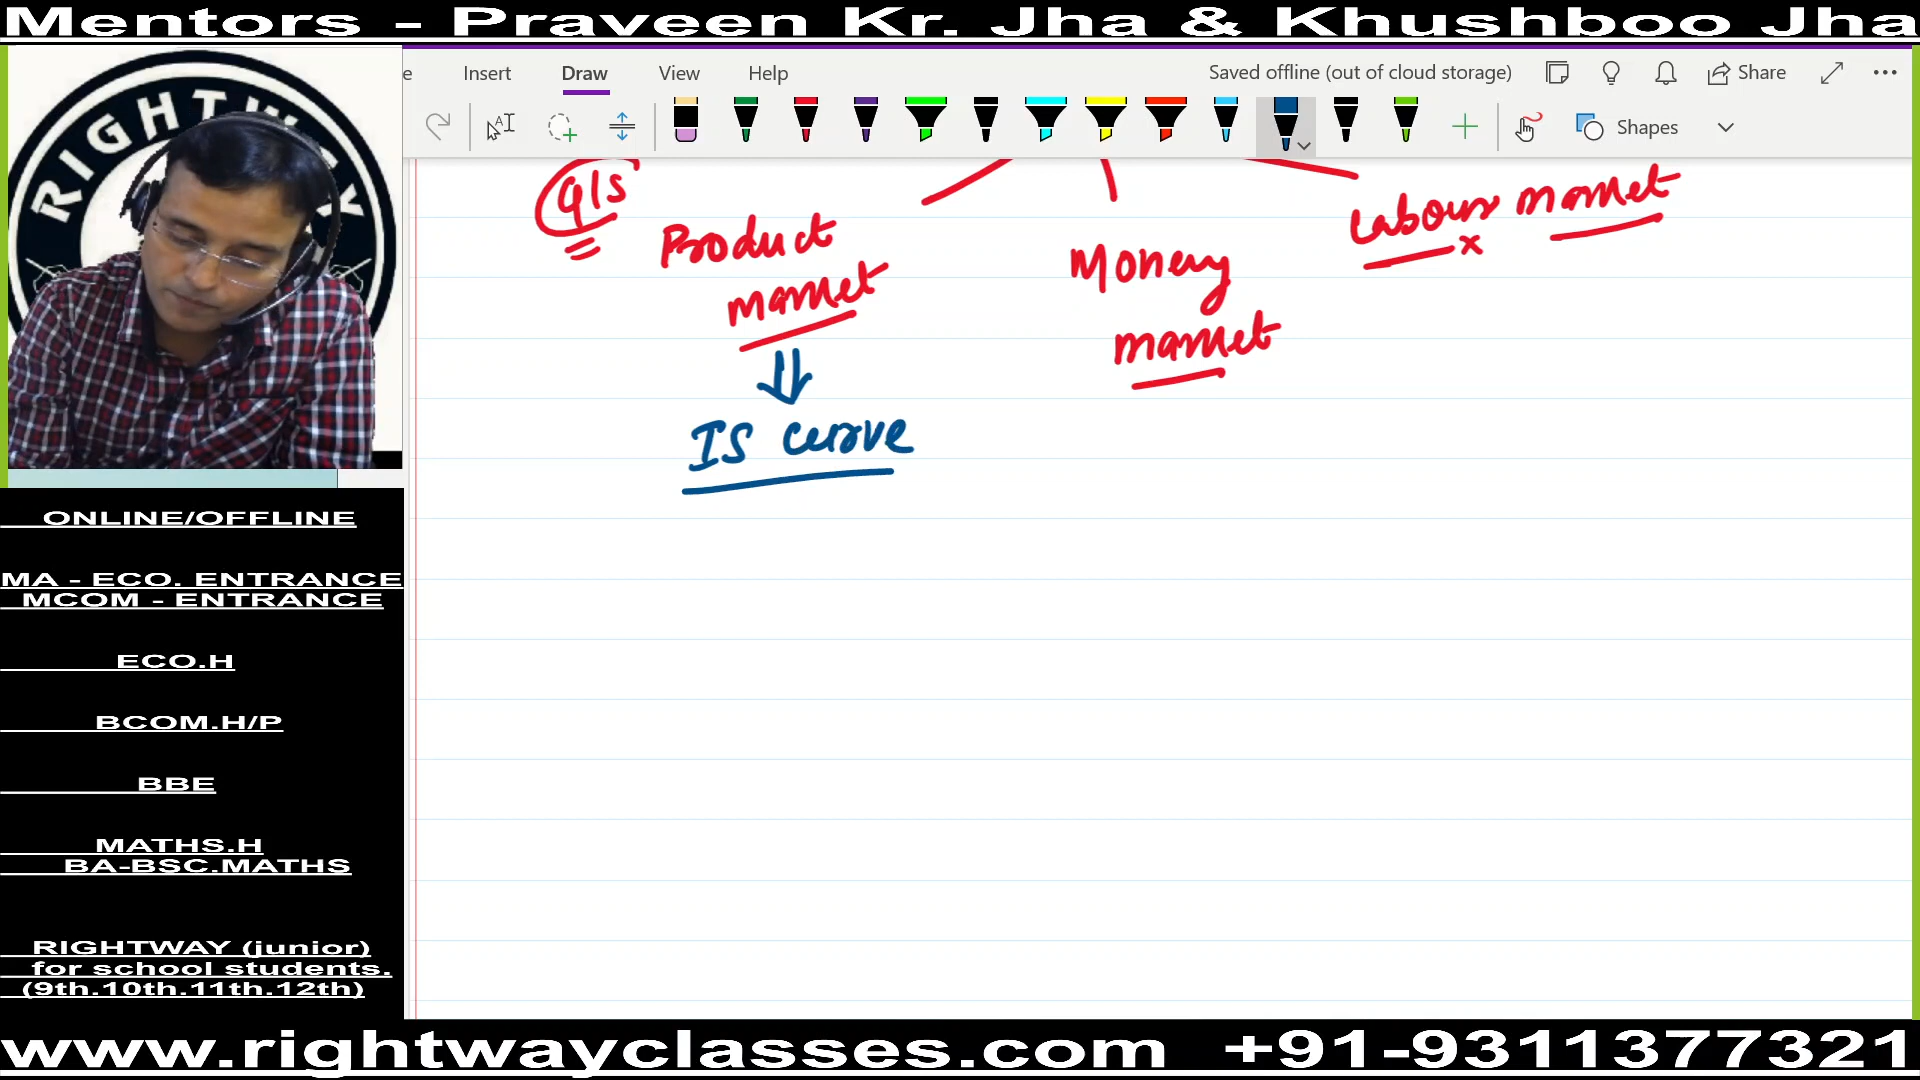 Mentors - Praveen Kr. Jha & Khushboo Jha
Insert Draw View Help
Saved offline (out of cloud storage)
Share
Shapes
RIGHTWAY
Product
market
Money
market
Labour market
x
IS curve
ONLINE/OFFLINE
MA - ECO. ENTRANCE
MCOM - ENTRANCE
ECO.H
BCOM.H/P
BBE
MATHS.H
BA-BSC.MATHS
RIGHTWAY (junior)
for school students.
(9th.10th.11th.12th)
www.rightwayclasses.com +91-9311377321